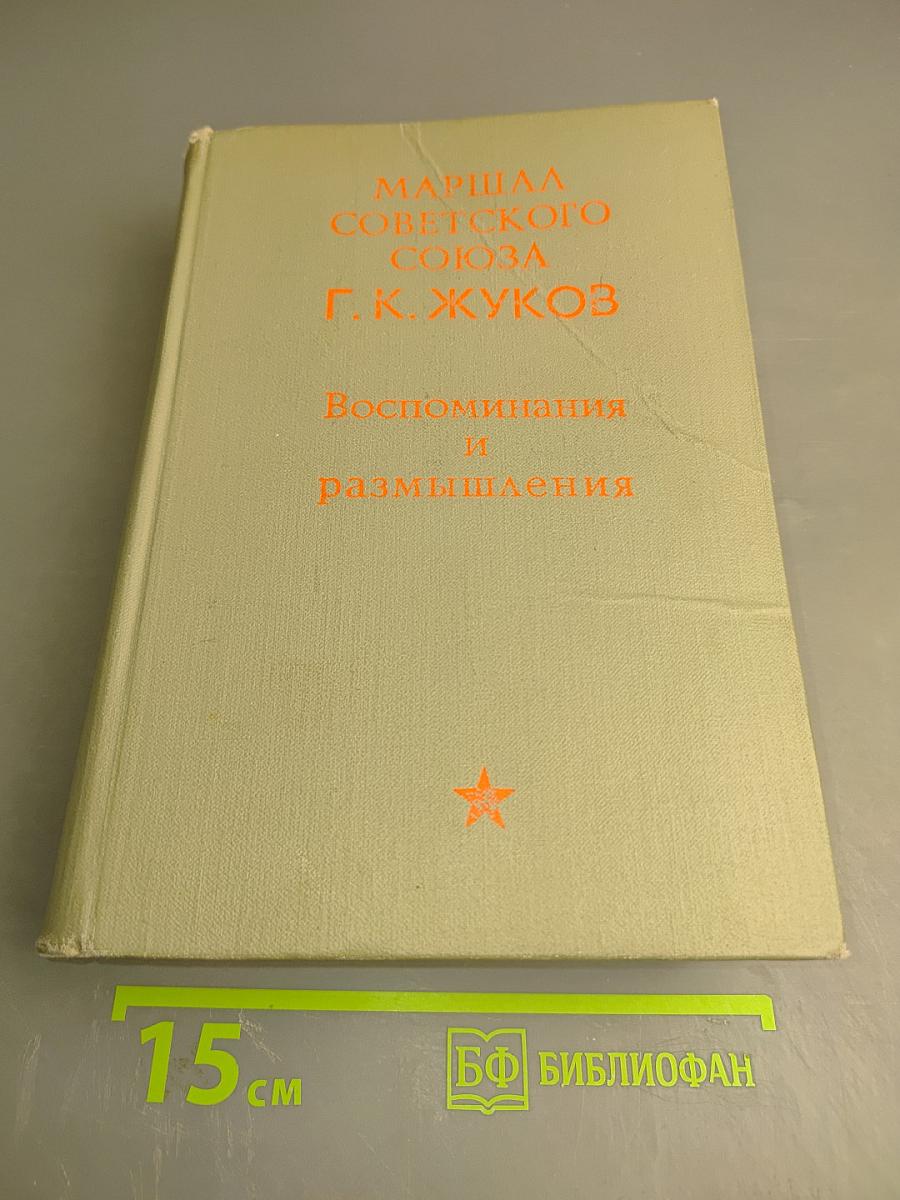 МАРШАЛ
СОВЕТСКОГО
СОЮЗА
Г. К. ЖУКОВ
Воспоминания
и
размышления
15 см
БФ БИБЛИОФАН